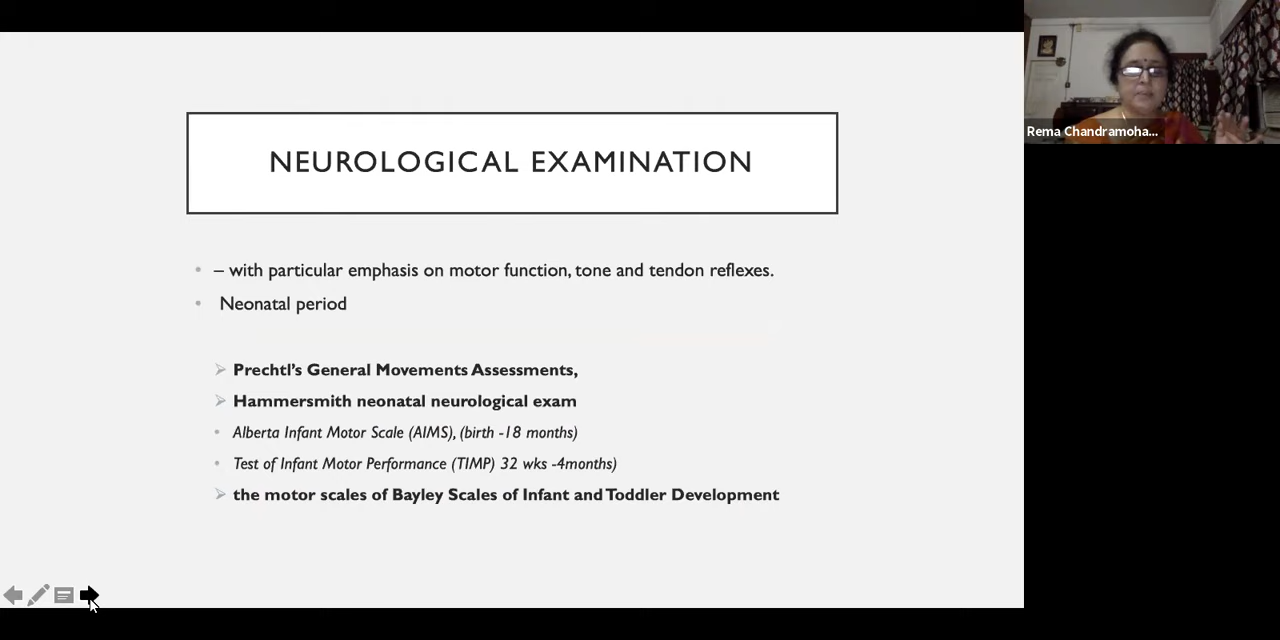 NEUROLOGICAL EXAMINATION
– with particular emphasis on motor function, tone and tendon reflexes.
Neonatal period
Prechtl's General Movements Assessments,
Hammersmith neonatal neurological exam
Alberta Infant Motor Scale (AIMS), (birth -18 months)
Test of Infant Motor Performance (TIMP) 32 wks -4months)
the motor scales of Bayley Scales of Infant and Toddler Development
Rema Chandramoha...